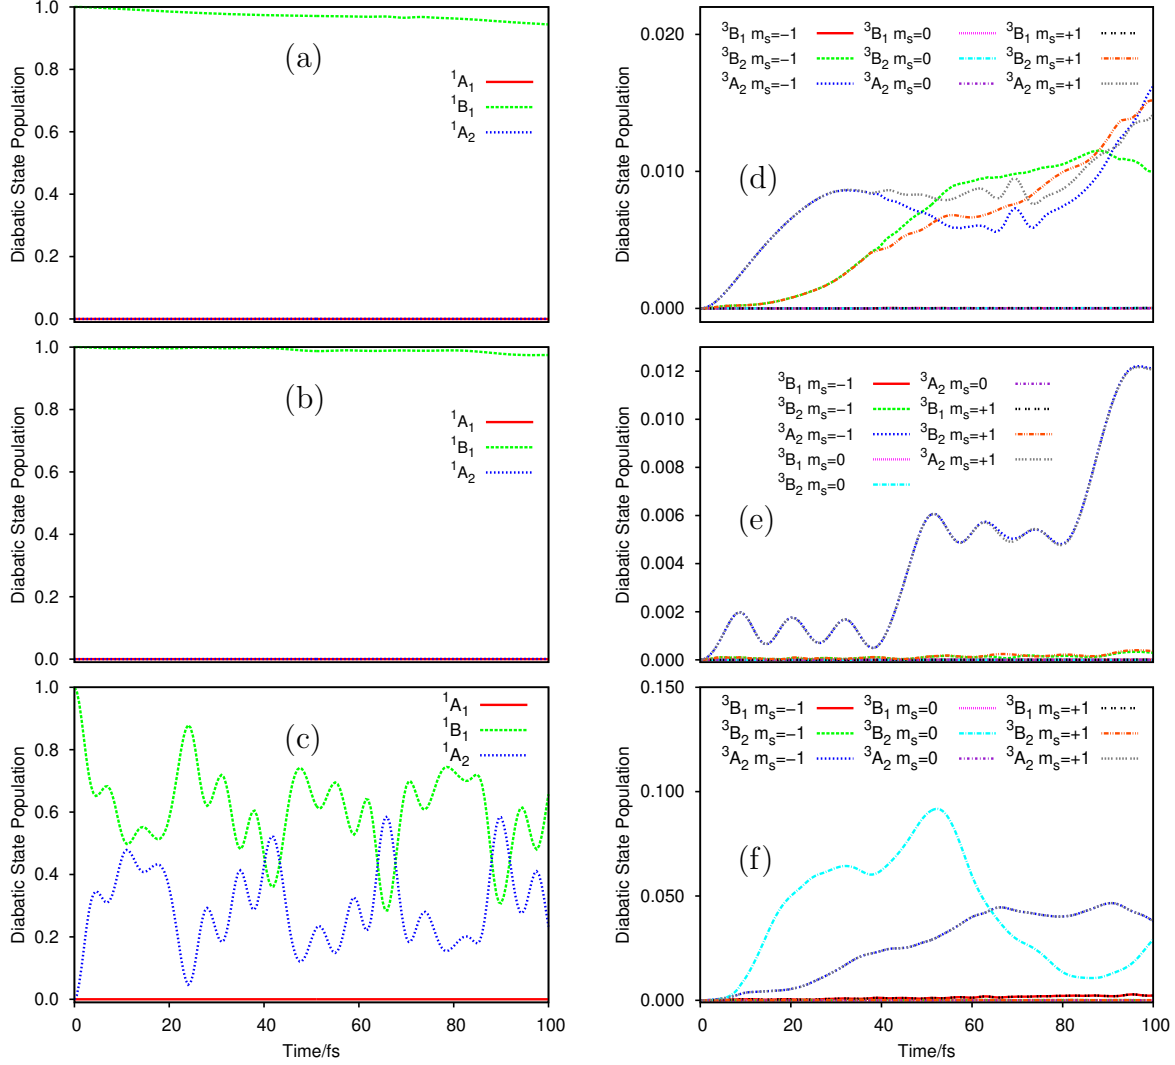 Diabatic State Population
1.0
0.8
0.6
0.4
0.2
0.0
(a)
¹A₁
¹B₁
¹A₂
Diabatic State Population
0.020
0.010
0.000
³B₁ mₛ=−1 ³B₁ mₛ=0 ³B₁ mₛ=+1
³B₂ mₛ=−1 ³B₂ mₛ=0 ³B₂ mₛ=+1
³A₂ mₛ=−1 ³A₂ mₛ=0 ³A₂ mₛ=+1
(d)
Diabatic State Population
1.0
0.8
0.6
0.4
0.2
0.0
(b)
¹A₁
¹B₁
¹A₂
Diabatic State Population
0.012
0.010
0.008
0.006
0.004
0.002
0.000
³B₁ mₛ=−1 ³A₂ mₛ=0
³B₂ mₛ=−1 ³B₁ mₛ=+1
³A₂ mₛ=−1 ³B₂ mₛ=+1
³B₁ mₛ=0 ³A₂ mₛ=+1
³B₂ mₛ=0
(e)
Diabatic State Population
1.0
0.8
0.6
0.4
0.2
0.0
(c)
¹A₁
¹B₁
¹A₂
0 20 40 60 80 100
Time/fs
Diabatic State Population
0.150
0.100
0.050
0.000
³B₁ mₛ=−1 ³B₁ mₛ=0 ³B₁ mₛ=+1
³B₂ mₛ=−1 ³B₂ mₛ=0 ³B₂ mₛ=+1
³A₂ mₛ=−1 ³A₂ mₛ=0 ³A₂ mₛ=+1
(f)
0 20 40 60 80 100
Time/fs